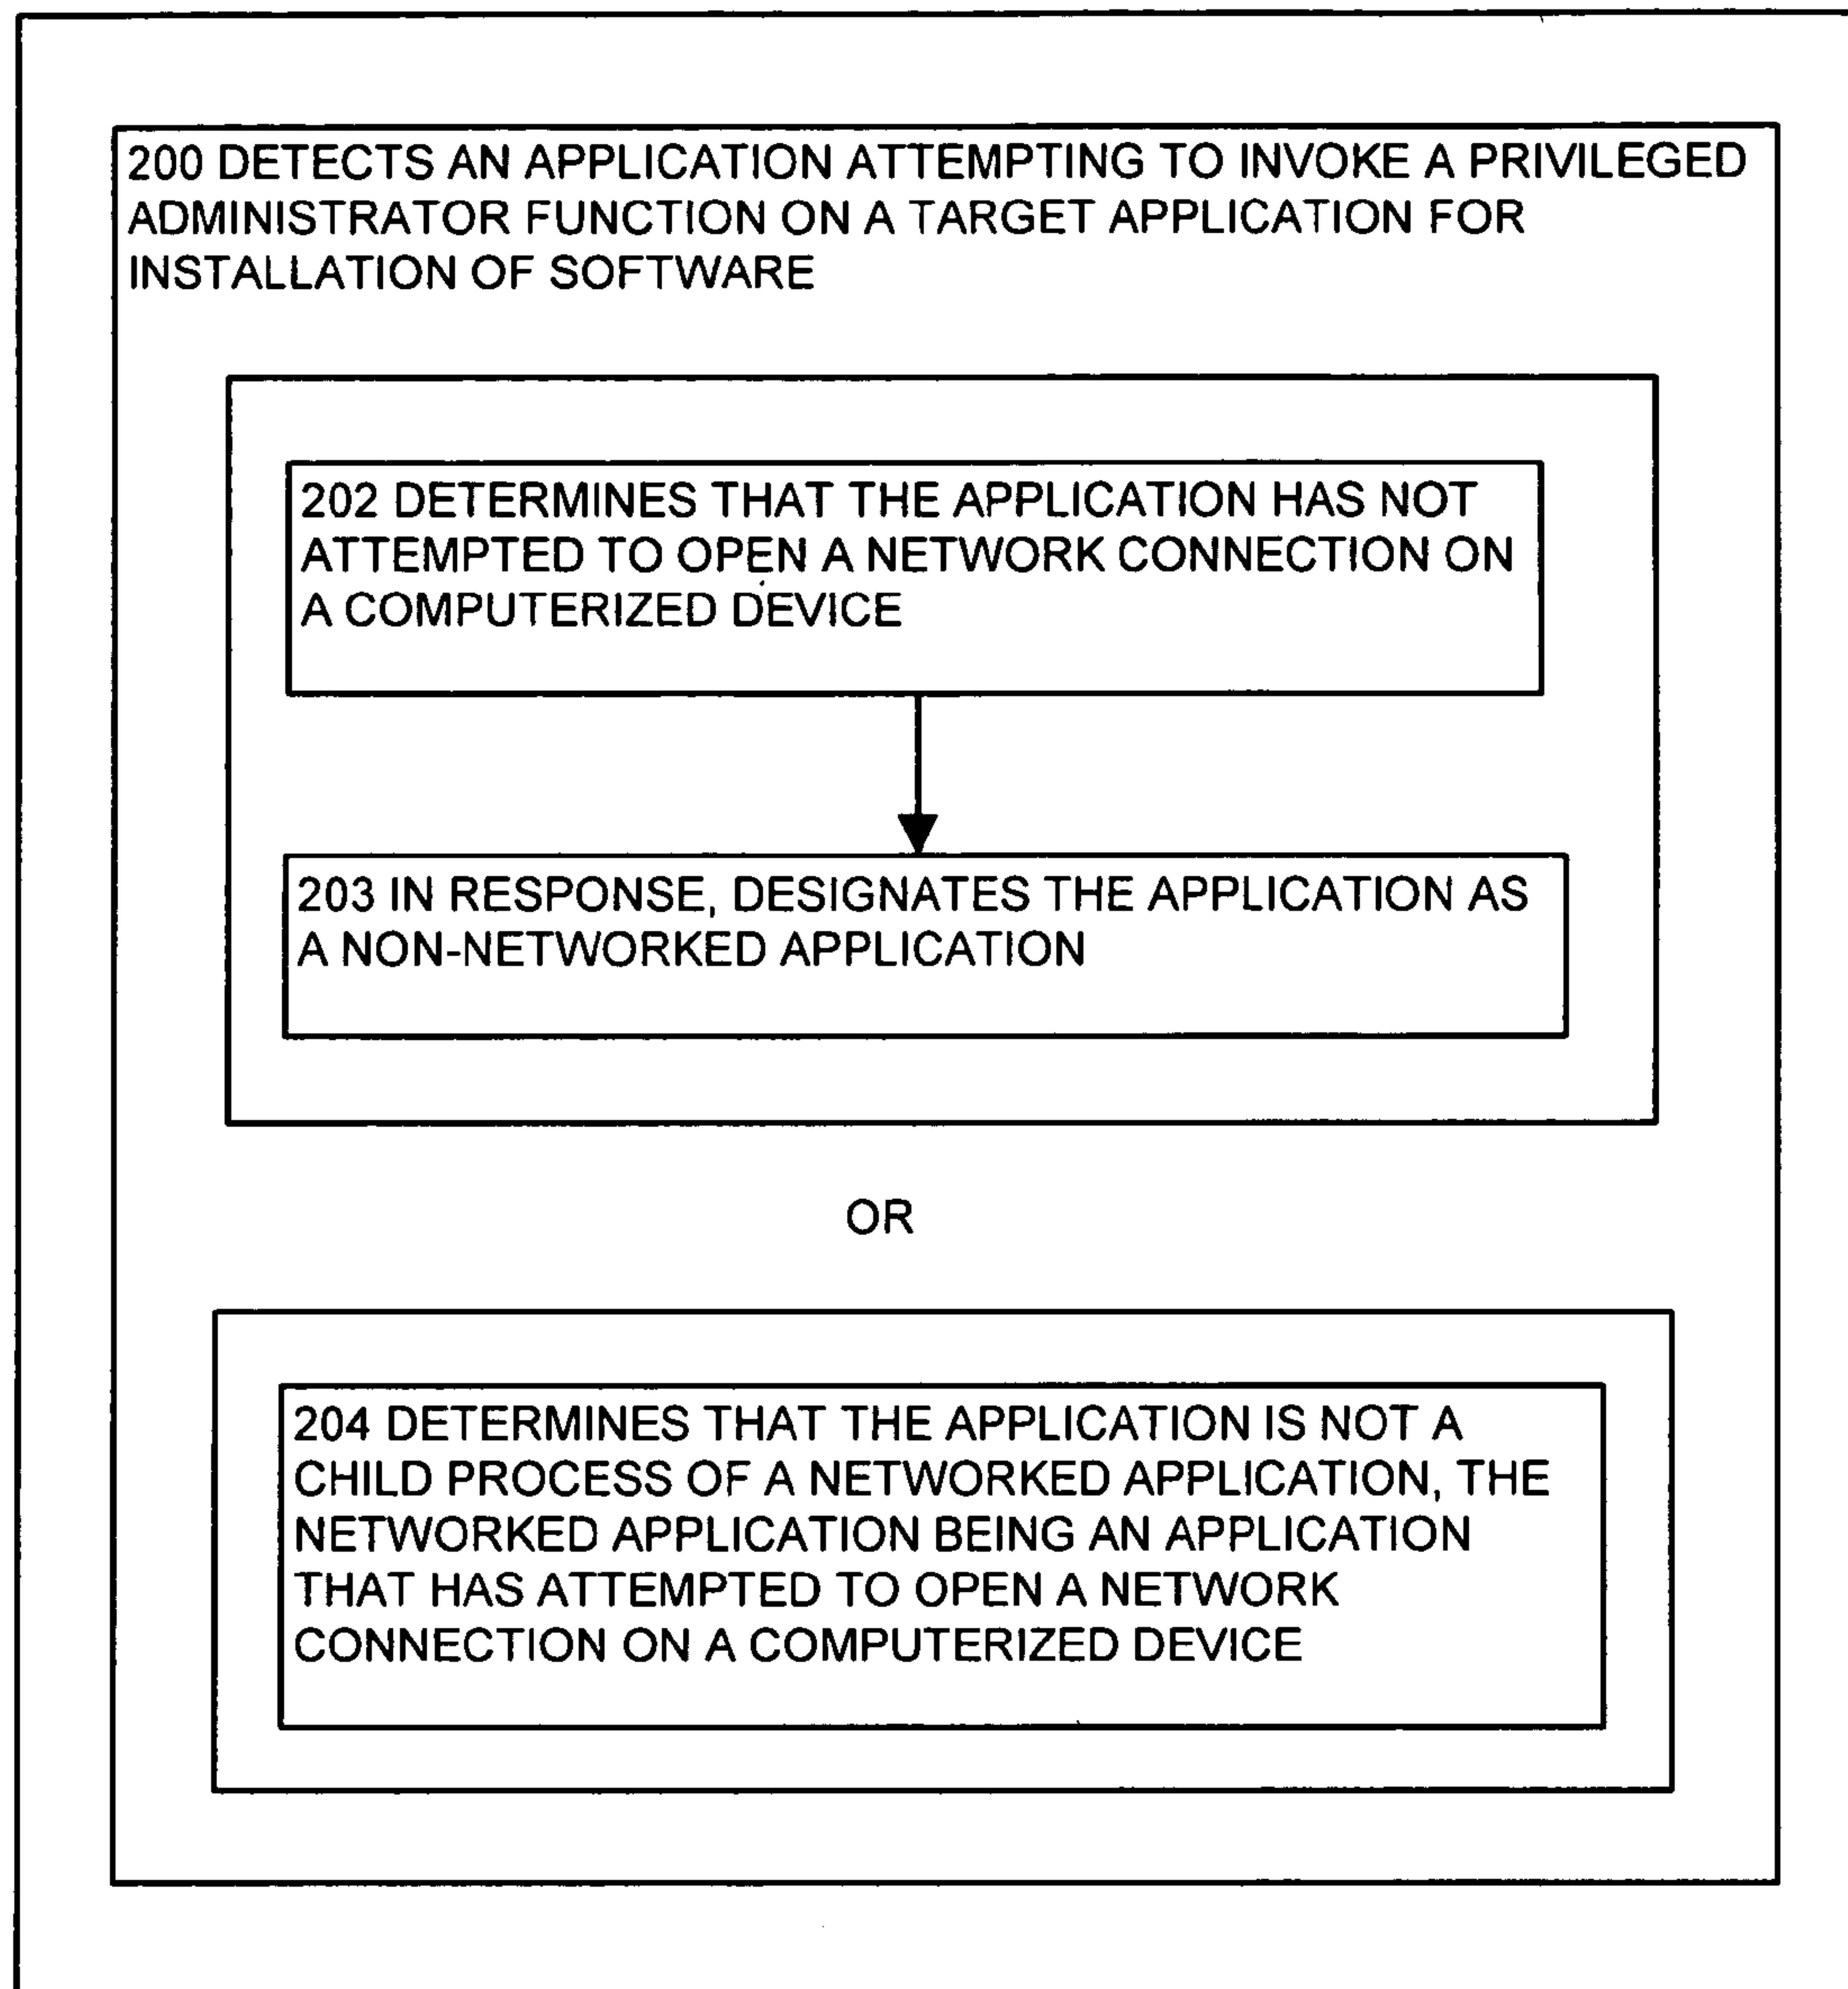 200 DETECTS AN APPLICATION ATTEMPTING TO INVOKE A PRIVILEGED
ADMINISTRATOR FUNCTION ON A TARGET APPLICATION FOR
INSTALLATION OF SOFTWARE
202 DETERMINES THAT THE APPLICATION HAS NOT
ATTEMPTED TO OPEN A NETWORK CONNECTION ON
A COMPUTERIZED DEVICE
203 IN RESPONSE, DESIGNATES THE APPLICATION AS
A NON-NETWORKED APPLICATION
OR
204 DETERMINES THAT THE APPLICATION IS NOT A
CHILD PROCESS OF A NETWORKED APPLICATION, THE
NETWORKED APPLICATION BEING AN APPLICATION
THAT HAS ATTEMPTED TO OPEN A NETWORK
CONNECTION ON A COMPUTERIZED DEVICE